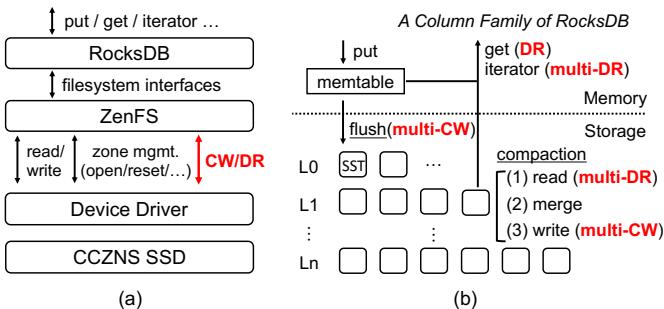 put / get / iterator ...
RocksDB
filesystem interfaces
ZenFS
read/
write
zone mgmt.
(open/reset/...)
CW/DR
Device Driver
CCZNS SSD
(a)
A Column Family of RocksDB
put
get (DR)
iterator (multi-DR)
memtable
Memory
Storage
flush(multi-CW)
L0
SST
...
compaction
(1) read (multi-DR)
L1
(2) merge
⋮
⋮
(3) write (multi-CW)
Ln
(b)